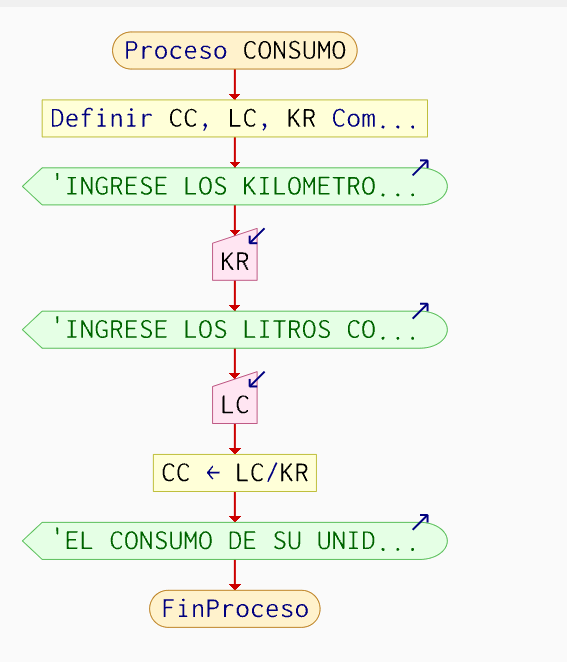 Proceso CONSUMO
Definir CC, LC, KR Com...
'INGRESE LOS KILOMETRO...
KR
'INGRESE LOS LITROS CO...
LC
CC ← LC/KR
'EL CONSUMO DE SU UNID...
FinProceso